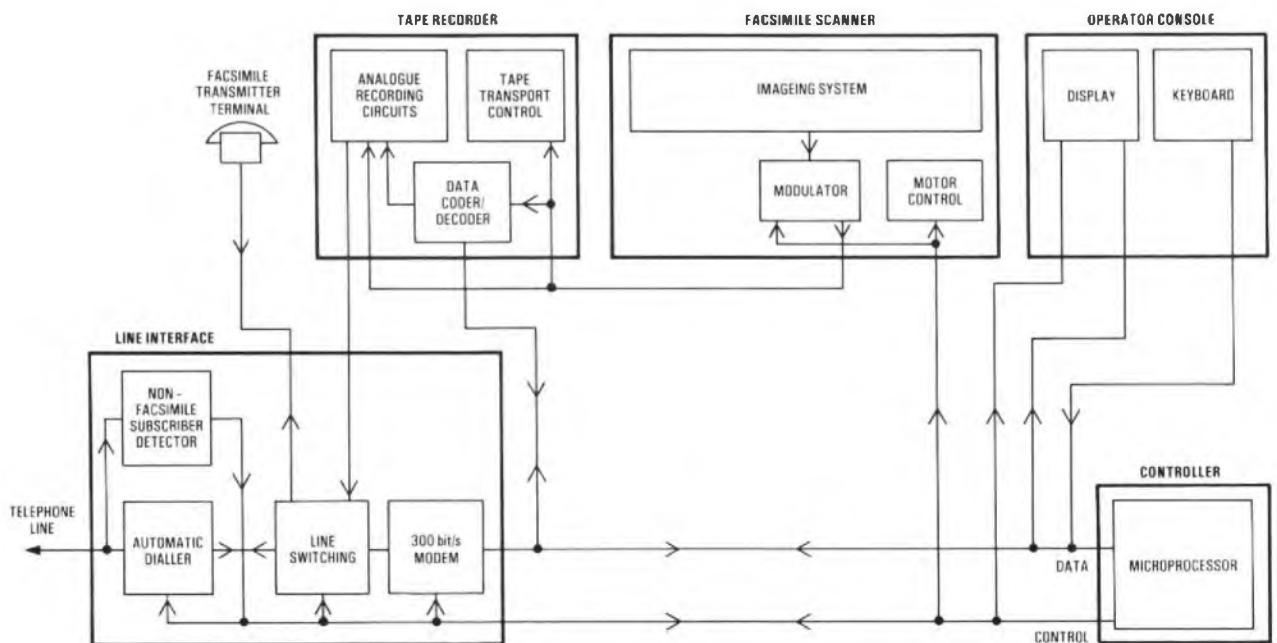 TAPE RECORDER
FACSIMILE SCANNER
OPERATOR CONSOLE
FACSIMILE
TRANSMITTER
TERMINAL
ANALOGUE
RECORDING
CIRCUITS
TAPE
TRANSPORT
CONTROL
IMAGEING SYSTEM
DISPLAY
KEYBOARD
DATA
CODER/
DECODER
MODULATOR
MOTOR
CONTROL
LINE INTERFACE
NON-
FACSIMILE
SUBSCRIBER
DETECTOR
CONTROLLER
TELEPHONE
LINE
AUTOMATIC
DIALLER
LINE
SWITCHING
300 bit/s
MODEM
DATA
MICROPROCESSOR
CONTROL